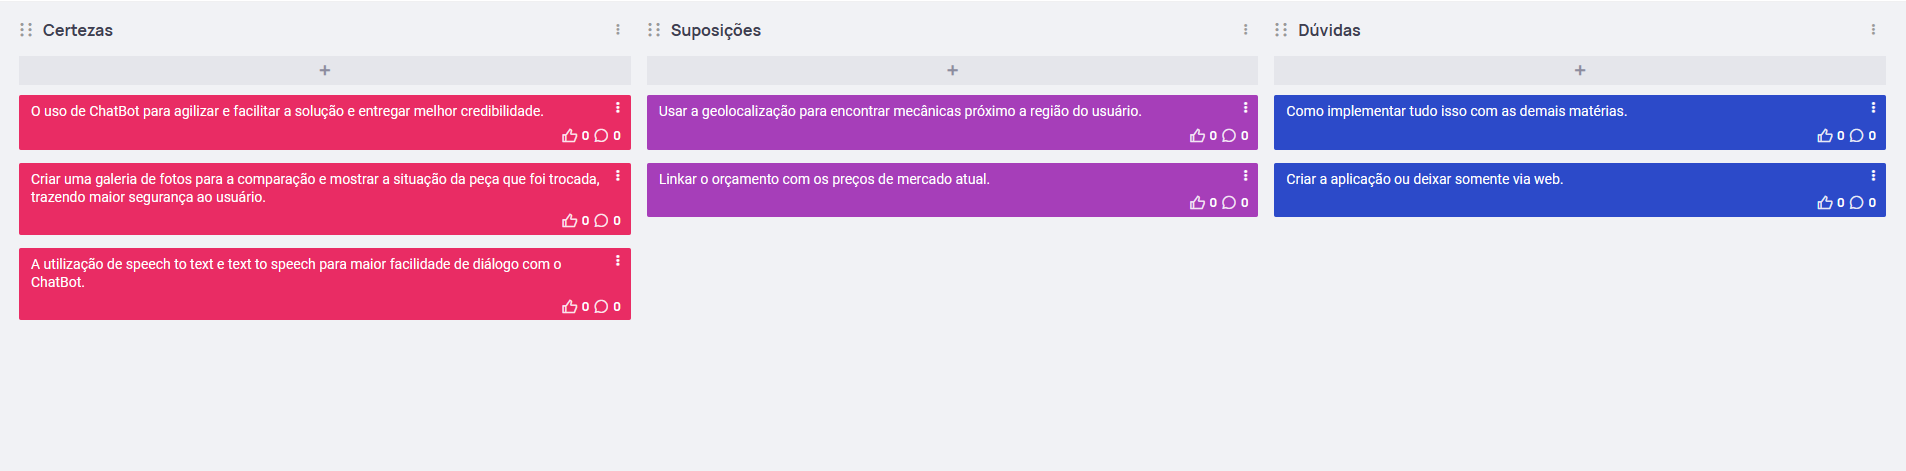 Certezas
+
O uso de ChatBot para agilizar e facilitar a solução e entregar melhor credibilidade.
0 0
Criar uma galeria de fotos para a comparação e mostrar a situação da peça que foi trocada,
trazendo maior segurança ao usuário.
0 0
A utilização de speech to text e text to speech para maior facilidade de diálogo com o
ChatBot.
0 0
Suposições
+
Usar a geolocalização para encontrar mecânicas próximo a região do usuário.
0 0
Linkar o orçamento com os preços de mercado atual.
0 0
Dúvidas
+
Como implementar tudo isso com as demais matérias.
0 0
Criar a aplicação ou deixar somente via web.
0 0